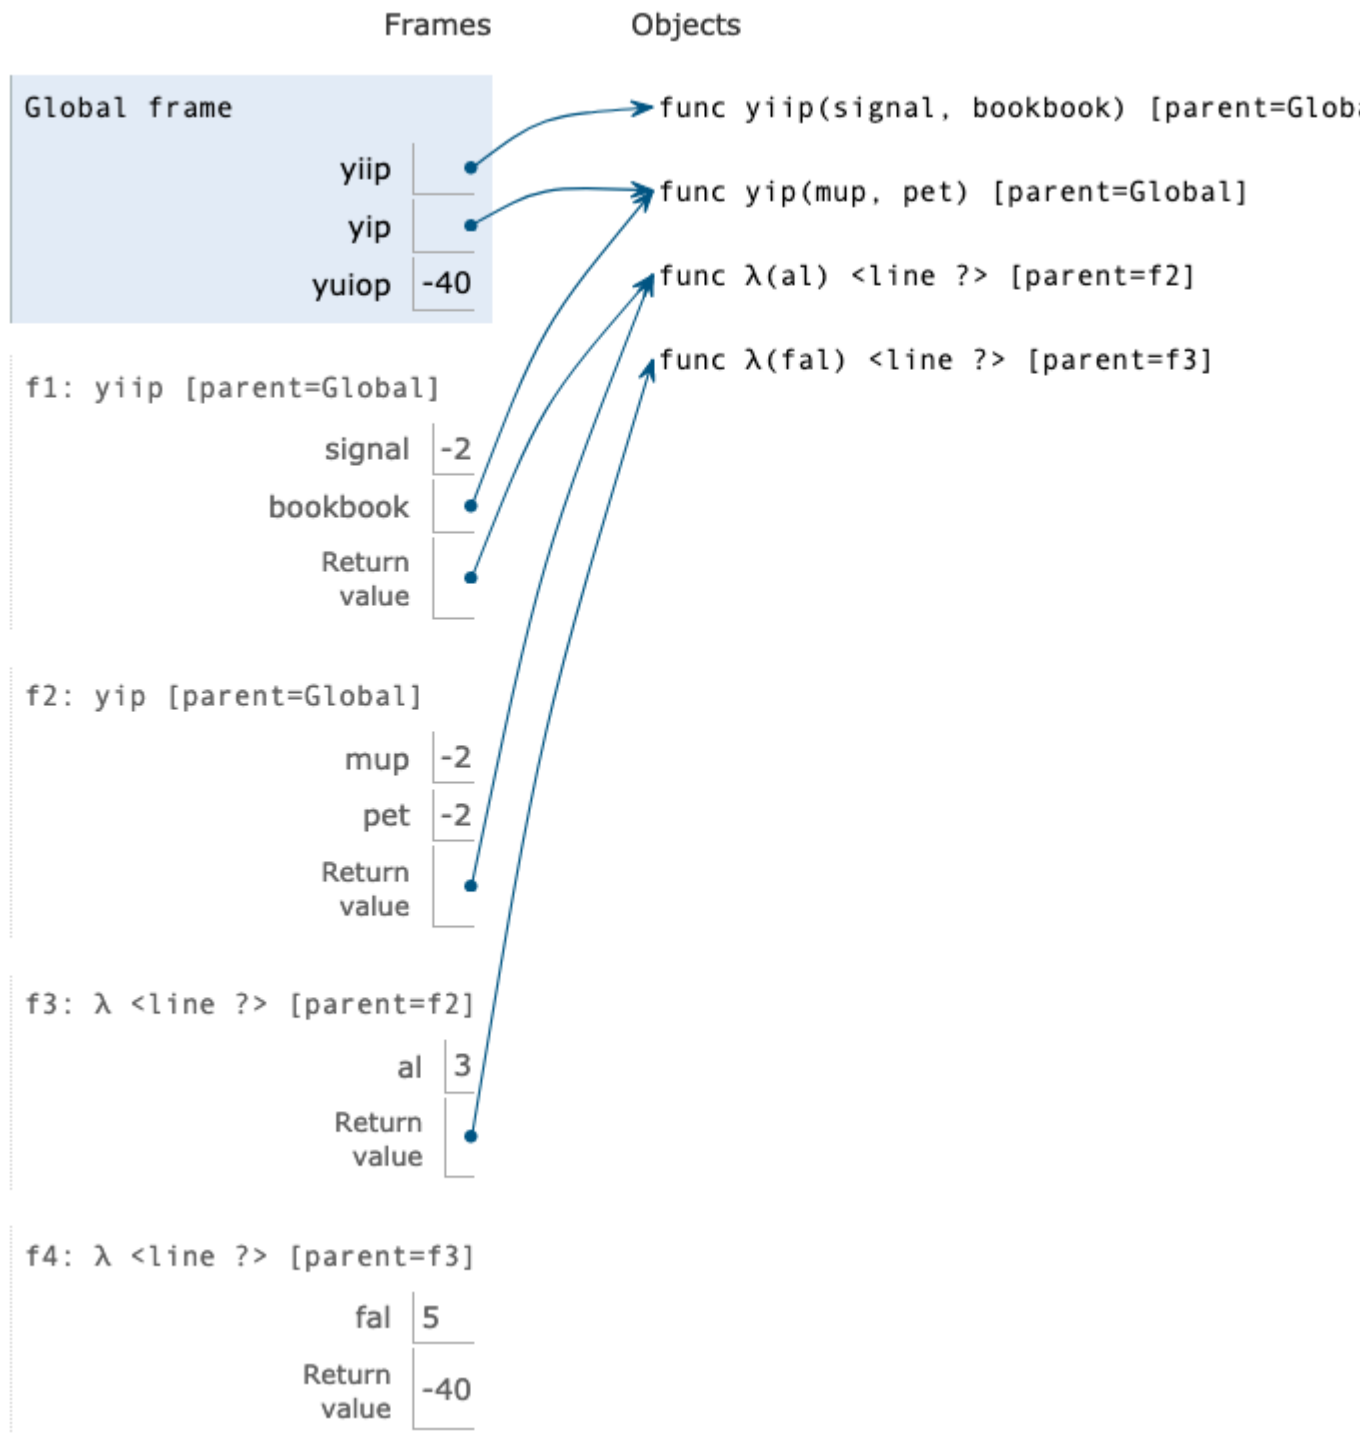 Frames Objects
Global frame
func yiip(signal, bookbook) [parent=Globa
yiip
func yip(mup, pet) [parent=Global]
yip
func λ(al) <line ?> [parent=f2]
yuiop -40
func λ(fal) <line ?> [parent=f3]
f1: yiip [parent=Global]
signal -2
bookbook
Return
value
f2: yip [parent=Global]
mup -2
pet -2
Return
value
f3: λ <line ?> [parent=f2]
al 3
Return
value
f4: λ <line ?> [parent=f3]
fal 5
Return
value -40